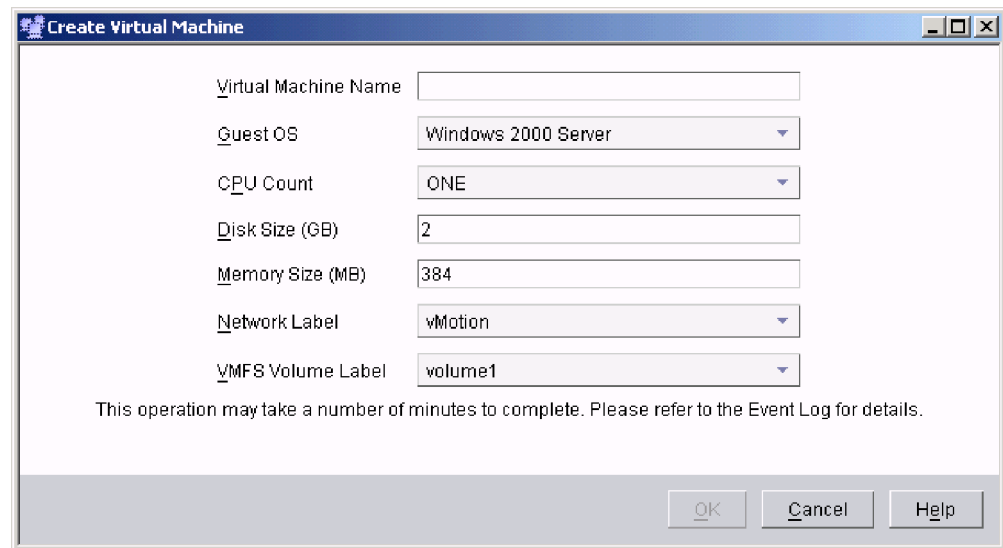 Create Virtual Machine
Virtual Machine Name
Guest OS Windows 2000 Server
CPU Count ONE
Disk Size (GB) 2
Memory Size (MB) 384
Network Label vMotion
VMFS Volume Label volume1
This operation may take a number of minutes to complete. Please refer to the Event Log for details.
OK Cancel Help